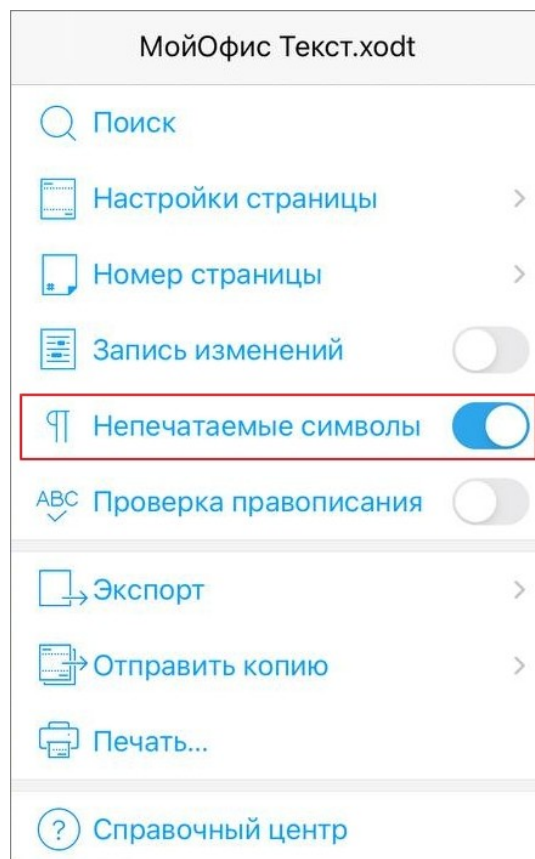 МойОфис Текст.xodt
Поиск
Настройки страницы
#
Номер страницы
Запись изменений
¶ Непечатаемые символы
ABC Проверка правописания
Экспорт
Отправить копию
Печать...
? Справочный центр